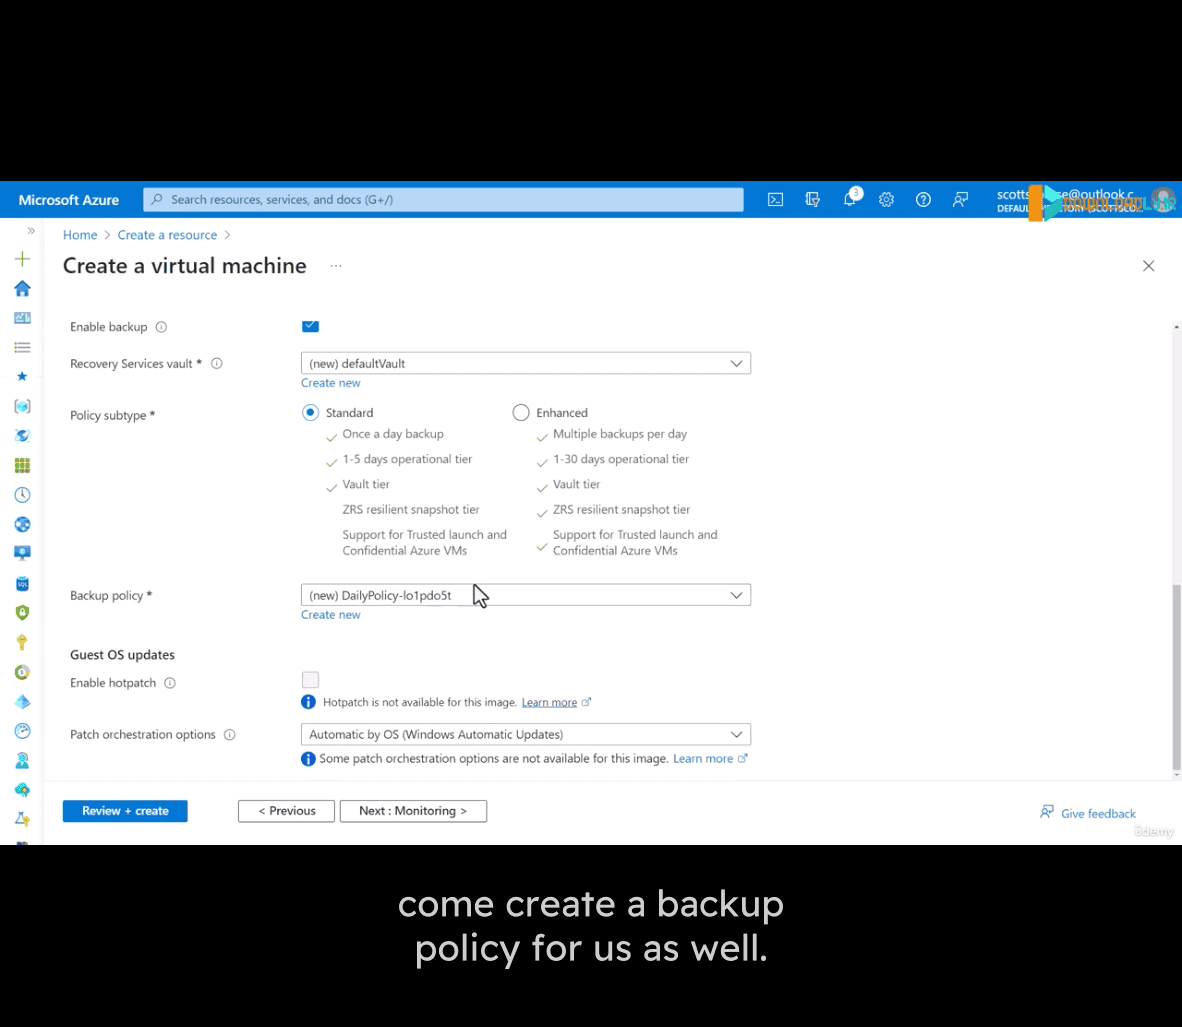 Microsoft Azure
Search resources, services, and docs (G+/)
3
Home > Create a resource >
Create a virtual machine ...
Enable backup
Recovery Services vault *
(new) defaultVault
Create new
Policy subtype *
Standard
Once a day backup
1-5 days operational tier
Vault tier
ZRS resilient snapshot tier
Support for Trusted launch and
Confidential Azure VMs
Enhanced
Multiple backups per day
1-30 days operational tier
Vault tier
ZRS resilient snapshot tier
Support for Trusted launch and
Confidential Azure VMs
Backup policy *
(new) DailyPolicy-lo1pdo5t
Create new
Guest OS updates
Enable hotpatch
Hotpatch is not available for this image. Learn more
Patch orchestration options
Automatic by OS (Windows Automatic Updates)
Some patch orchestration options are not available for this image. Learn more
Review + create
< Previous
Next : Monitoring >
Give feedback
come create a backup
policy for us as well.